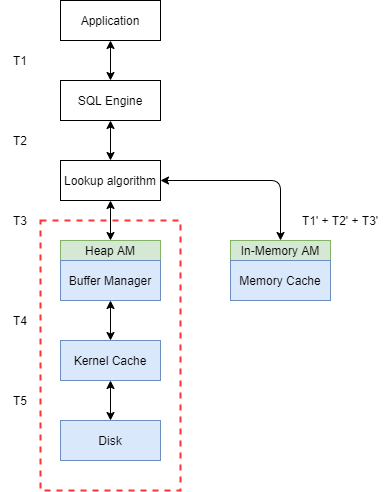 Application
T1
SQL Engine
T2
Lookup algorithm
T3
T1' + T2' + T3'
Heap AM
In-Memory AM
Buffer Manager
Memory Cache
T4
Kernel Cache
T5
Disk